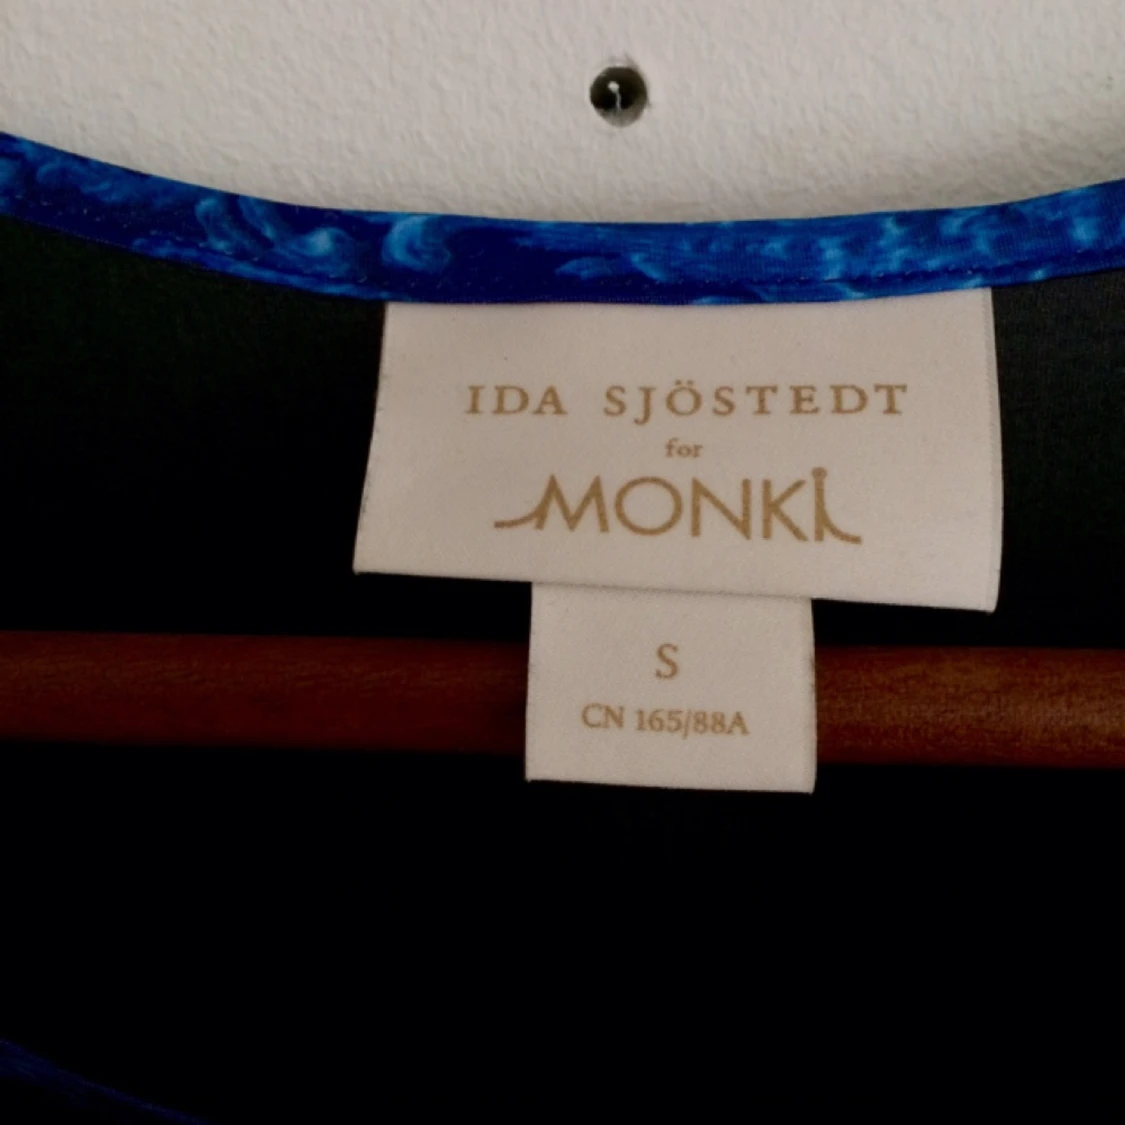 IDA SJÖSTEDT
for
MONKI
S
CN 165/88A